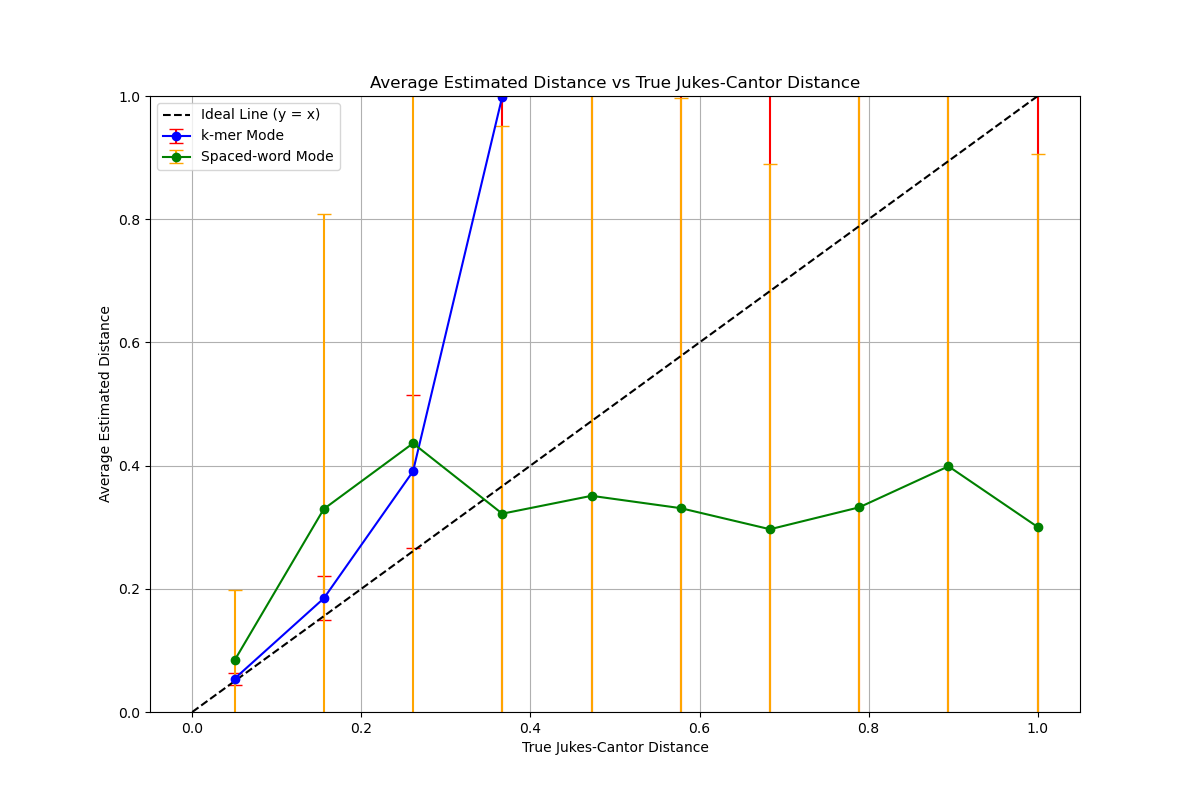 Average Estimated Distance vs True Jukes-Cantor Distance
Ideal Line (y = x)
k-mer Mode
Spaced-word Mode
Average Estimated Distance
1.0
0.8
0.6
0.4
0.2
0.0
0.0 0.2 0.4 0.6 0.8 1.0
True Jukes-Cantor Distance